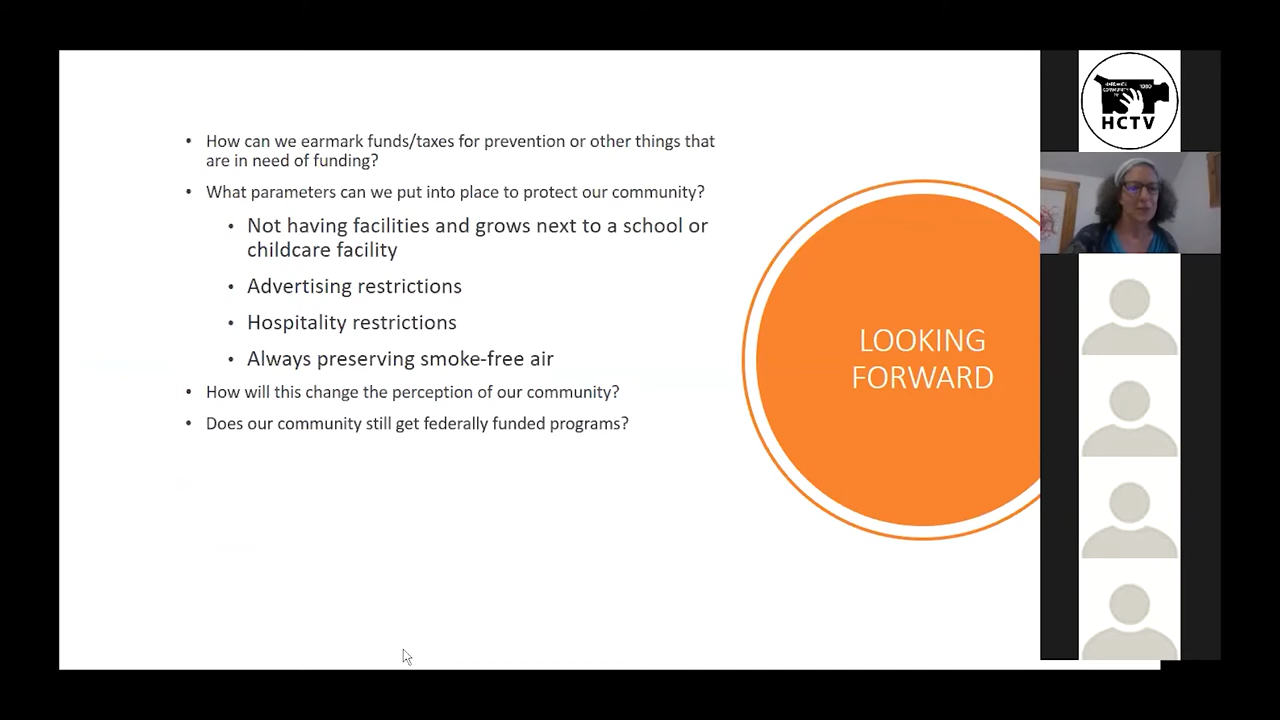 • How can we earmark funds/taxes for prevention or other things that
are in need of funding?
• What parameters can we put into place to protect our community?
• Not having facilities and grows next to a school or
childcare facility
• Advertising restrictions
• Hospitality restrictions
• Always preserving smoke-free air
• How will this change the perception of our community?
• Does our community still get federally funded programs?
LOOKING
FORWARD
HCTV